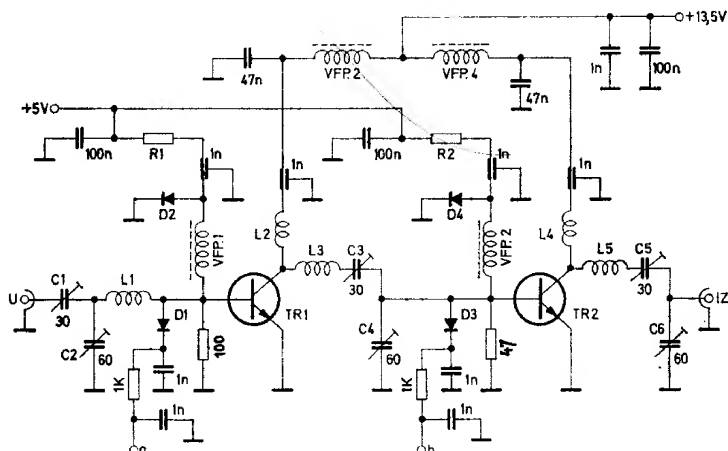 +13,5V
47n
VFP.2
VFP.4
1n
100n
47n
+5V
100n
R1
1n
1n
100n
R2
1n
1n
D2
D4
VFP.1
L2
VFP.2
L4
L3
C3
30
L5
C5
30
U
C1
30
L1
TR1
TR2
IZ
C2
60
D1
100
1K
1n
1n
C4
60
D3
47
1K
1n
1n
C6
60